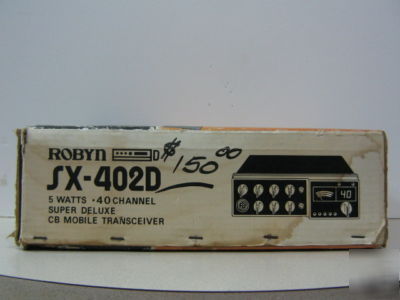 ROBYN D $150.00
SX-402D
5 WATTS • 40 CHANNEL
SUPER DELUXE
CB MOBILE TRANSCEIVER
40